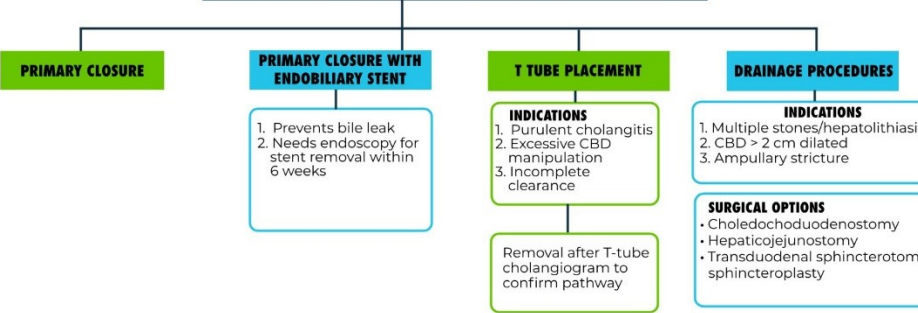 PRIMARY CLOSURE
PRIMARY CLOSURE WITH
ENDOBILIARY STENT
1. Prevents bile leak
2. Needs endoscopy for
stent removal within
6 weeks
T TUBE PLACEMENT
INDICATIONS
1. Purulent cholangitis
2. Excessive CBD
manipulation
3. Incomplete
clearance
Removal after T-tube
cholangiogram to
confirm pathway
DRAINAGE PROCEDURES
INDICATIONS
1. Multiple stones/hepatolithiasi
2. CBD > 2 cm dilated
3. Ampullary stricture
SURGICAL OPTIONS
• Choledochoduodenostomy
• Hepaticojejunostomy
• Transduodenal sphincterotom
sphincteroplasty